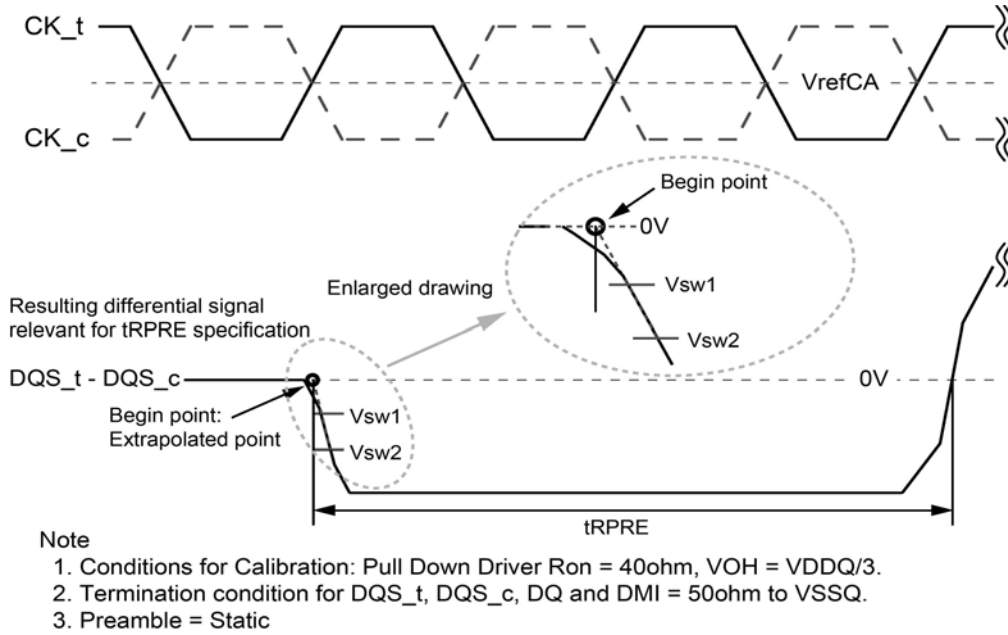 CK_t
VrefCA
CK_c
Begin point
0V
Vsw1
Enlarged drawing
Vsw2
Resulting differential signal
relevant for tRPRE specification
DQS_t - DQS_c
0V
Begin point:
Extrapolated point
Vsw1
Vsw2
tRPRE
Note
1. Conditions for Calibration: Pull Down Driver Ron = 40ohm, VOH = VDDQ/3.
2. Termination condition for DQS_t, DQS_c, DQ and DMI = 50ohm to VSSQ.
3. Preamble = Static